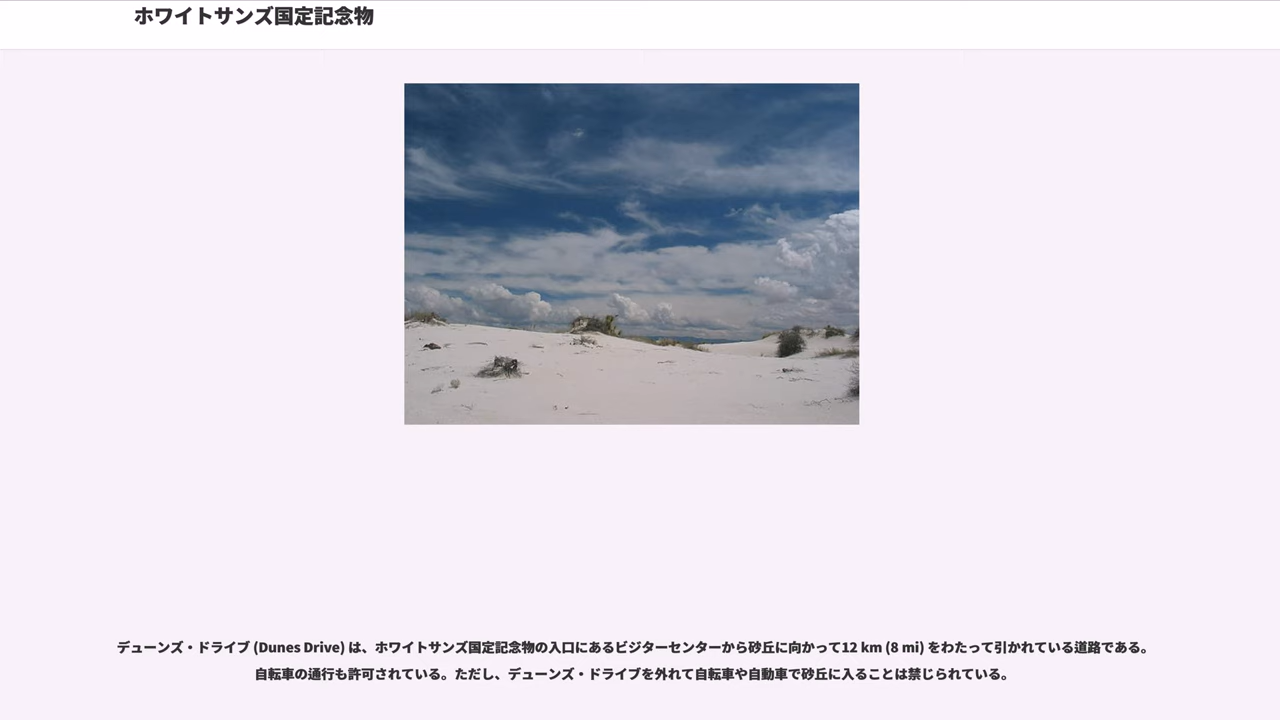 ホワイトサンズ国定記念物
デューンズ・ドライブ (Dunes Drive) は、ホワイトサンズ国定記念物の入口にあるビジターセンターから砂丘に向かって12 km (8 mi) をわたって引かれている道路である。
自転車の通行も許可されている。ただし、デューンズ・ドライブを外れて自転車や自動車で砂丘に入ることは禁じられている。